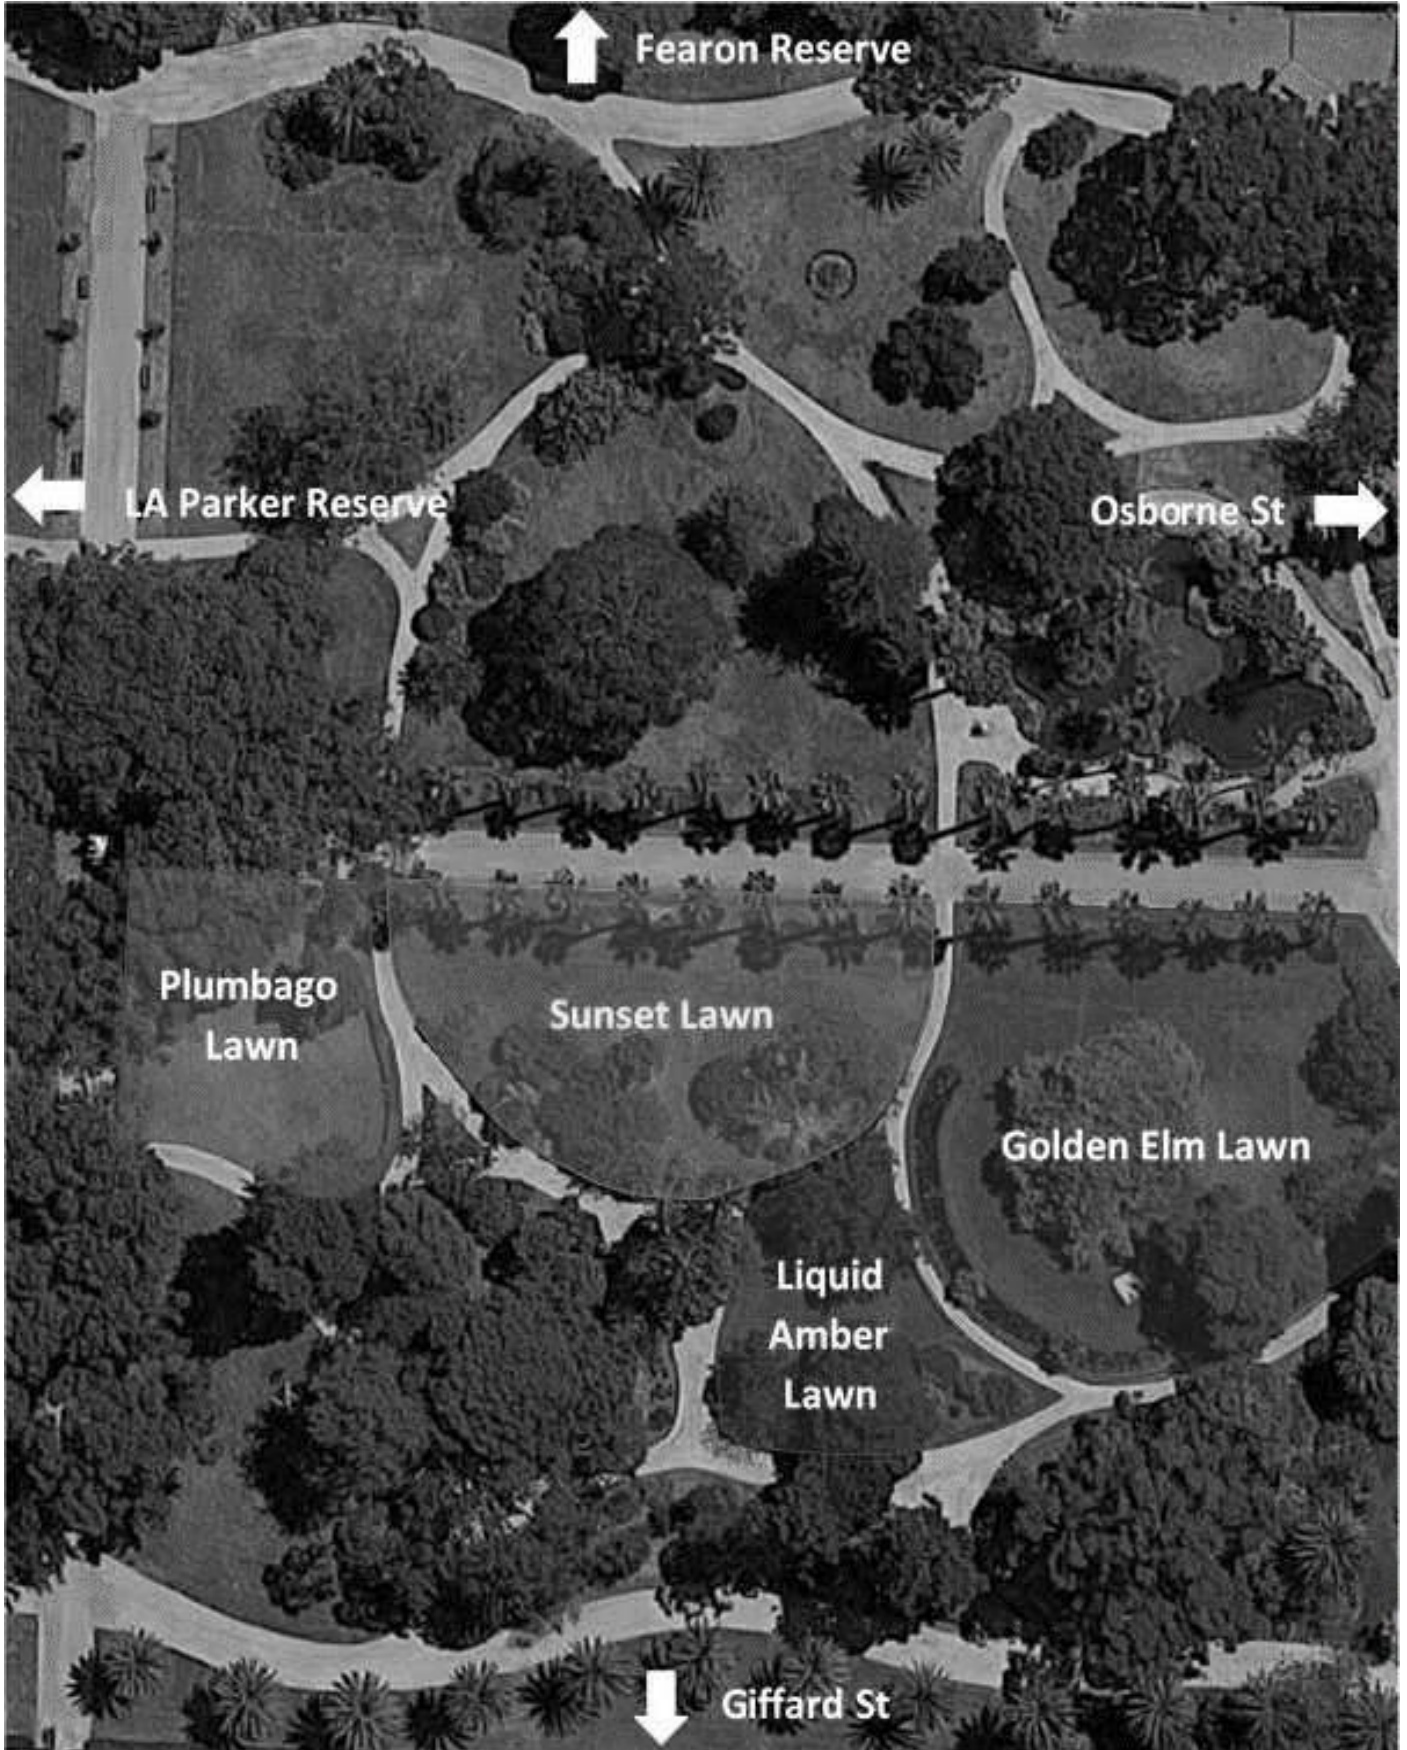 Fearon Reserve
LA Parker Reserve
Osborne St
Plumbago
Lawn
Sunset Lawn
Golden Elm Lawn
Liquid
Amber
Lawn
Giffard St